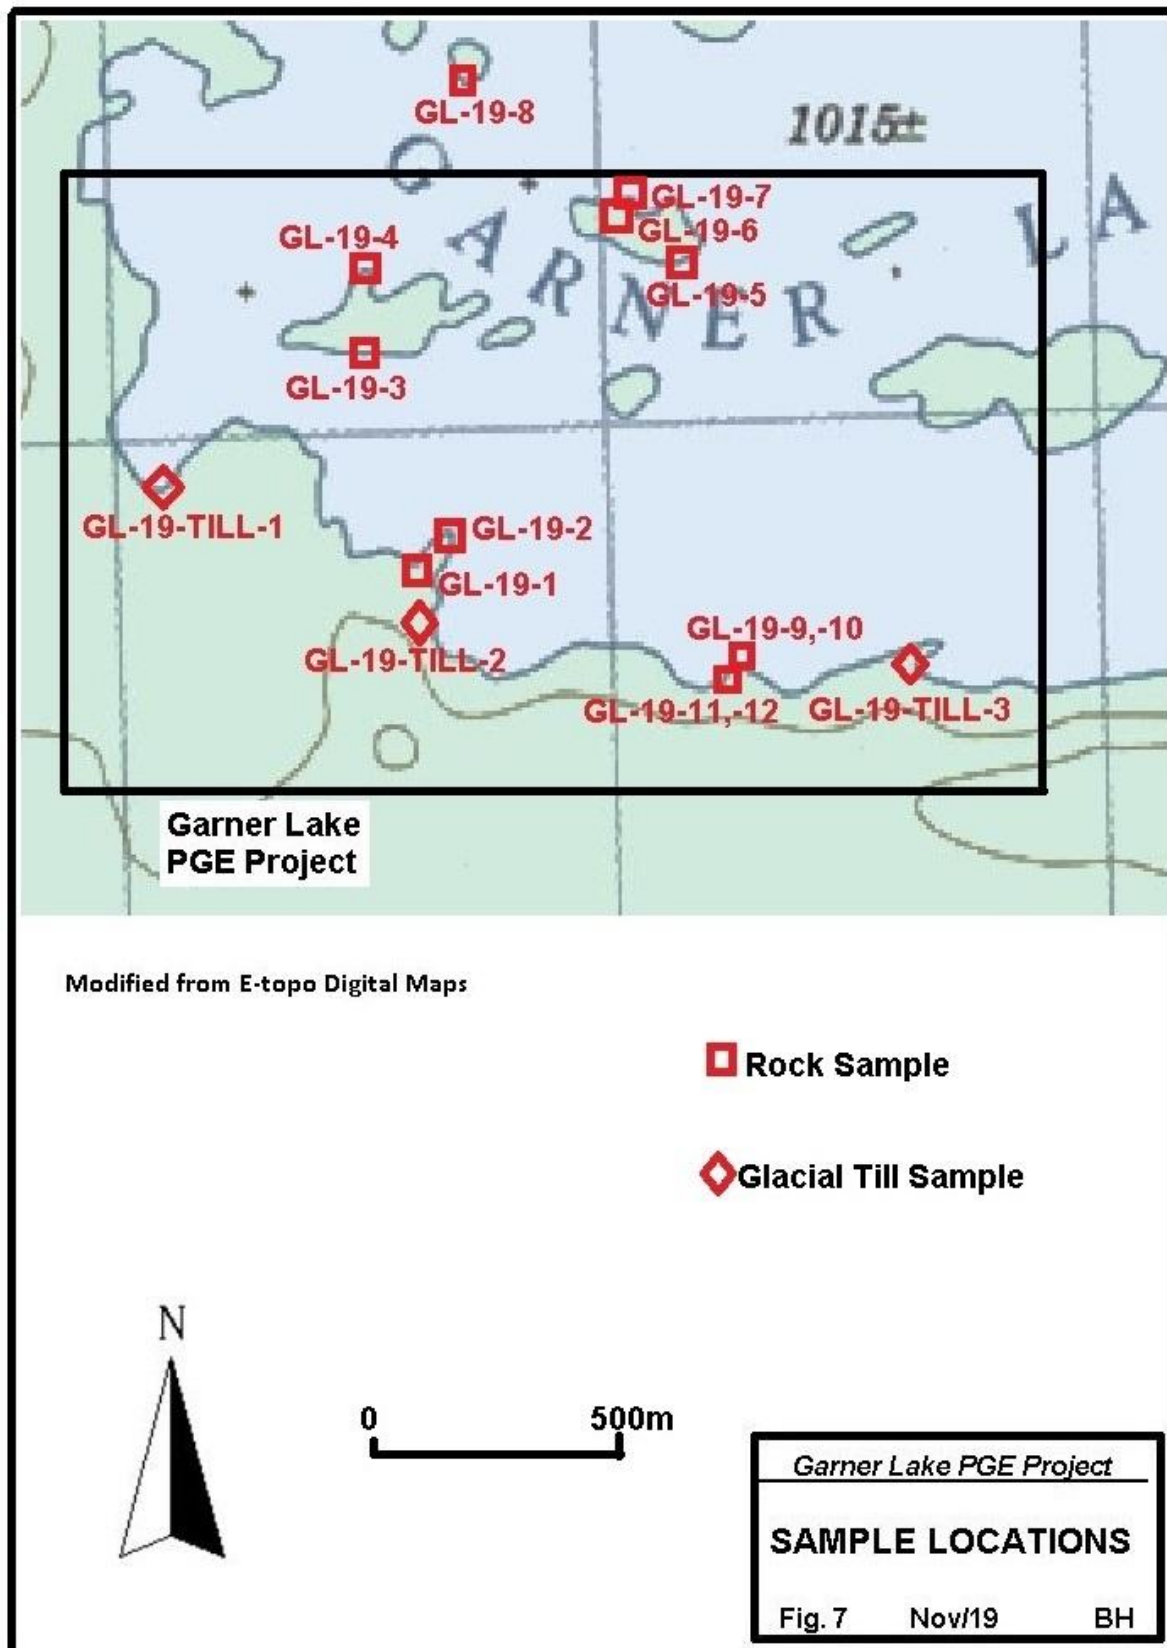 GL-19-8
1015±
GARNER LA
GL-19-7
GL-19-6
GL-19-5
GL-19-4
GL-19-3
GL-19-TILL-1
GL-19-2
GL-19-1
GL-19-TILL-2
GL-19-9,-10
GL-19-11,-12
GL-19-TILL-3
Garner Lake
PGE Project
Modified from E-topo Digital Maps
Rock Sample
Glacial Till Sample
N
0 500m
Garner Lake PGE Project
SAMPLE LOCATIONS
Fig. 7 Nov/19 BH